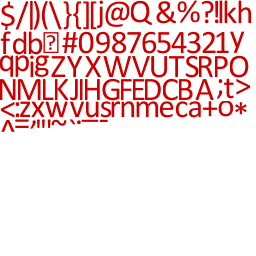 $/|)(\}{][j@Q&%?!lkh
fdb#0987654321y
qpigZYXWVUTSRPO
NMLKJIHGFEDCBA;t>
<:zxwvusrnmeca+o*
^=